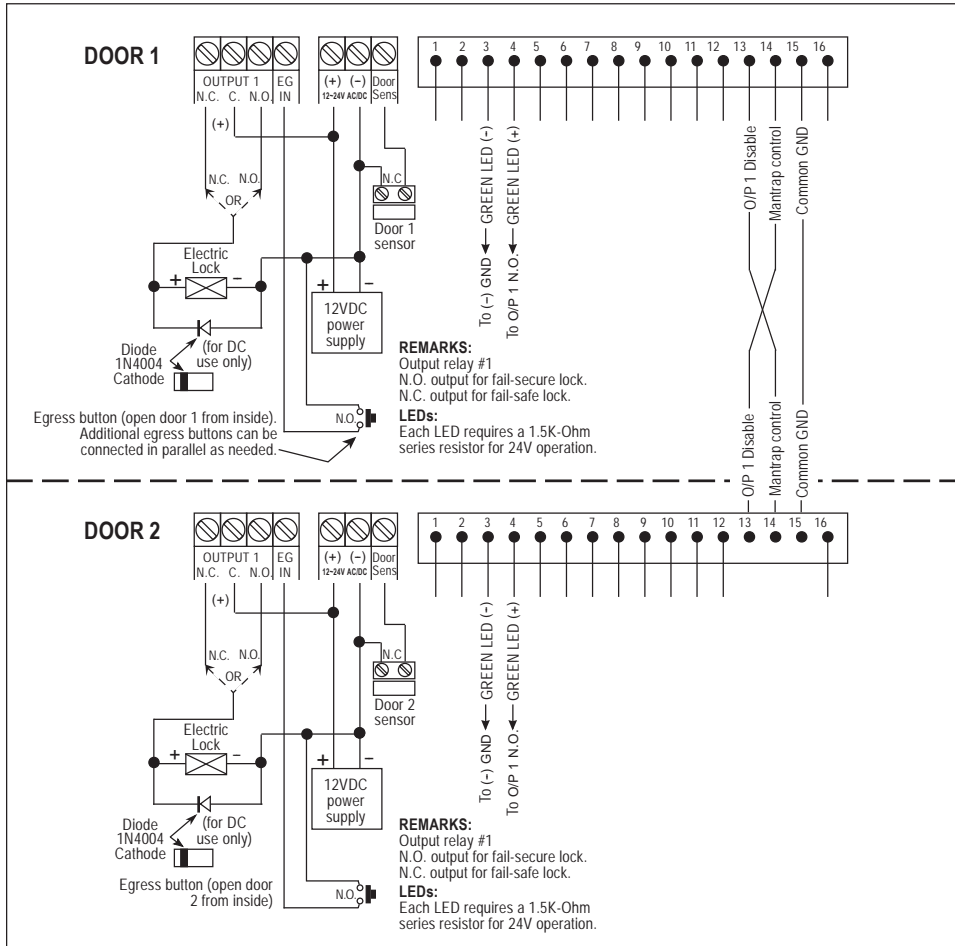 DOOR 1
OUTPUT 1 EG
N.C. C. N.O. IN
(+) (-) Door
12~24V AC/DC Sens
1 2 3 4 5 6 7 8 9 10 11 12 13 14 15 16
(+)
N.C. N.O.
OR
N.C
Door 1
sensor
Electric
Lock
+ −
Diode
1N4004
Cathode
(for DC
use only)
+ −
12VDC
power
supply
To (-) GND GREEN LED (-)
To O/P 1 N.O. GREEN LED (+)
O/P 1 Disable
Mantrap control
Common GND
Egress button (open door 1 from inside).
Additional egress buttons can be
connected in parallel as needed.
N.O.
REMARKS:
Output relay #1
N.O. output for fail-secure lock.
N.C. output for fail-safe lock.
LEDs:
Each LED requires a 1.5K-Ohm
series resistor for 24V operation.
O/P 1 Disable
Mantrap control
Common GND
DOOR 2
OUTPUT 1 EG
N.C. C. N.O. IN
(+) (-) Door
12~24V AC/DC Sens
1 2 3 4 5 6 7 8 9 10 11 12 13 14 15 16
(+)
N.C. N.O.
OR
N.C
Door 2
sensor
Electric
Lock
+ −
Diode
1N4004
Cathode
(for DC
use only)
+ −
12VDC
power
supply
To (-) GND GREEN LED (-)
To O/P 1 N.O. GREEN LED (+)
Egress button (open door
2 from inside)
N.O.
REMARKS:
Output relay #1
N.O. output for fail-secure lock.
N.C. output for fail-safe lock.
LEDs:
Each LED requires a 1.5K-Ohm
series resistor for 24V operation.